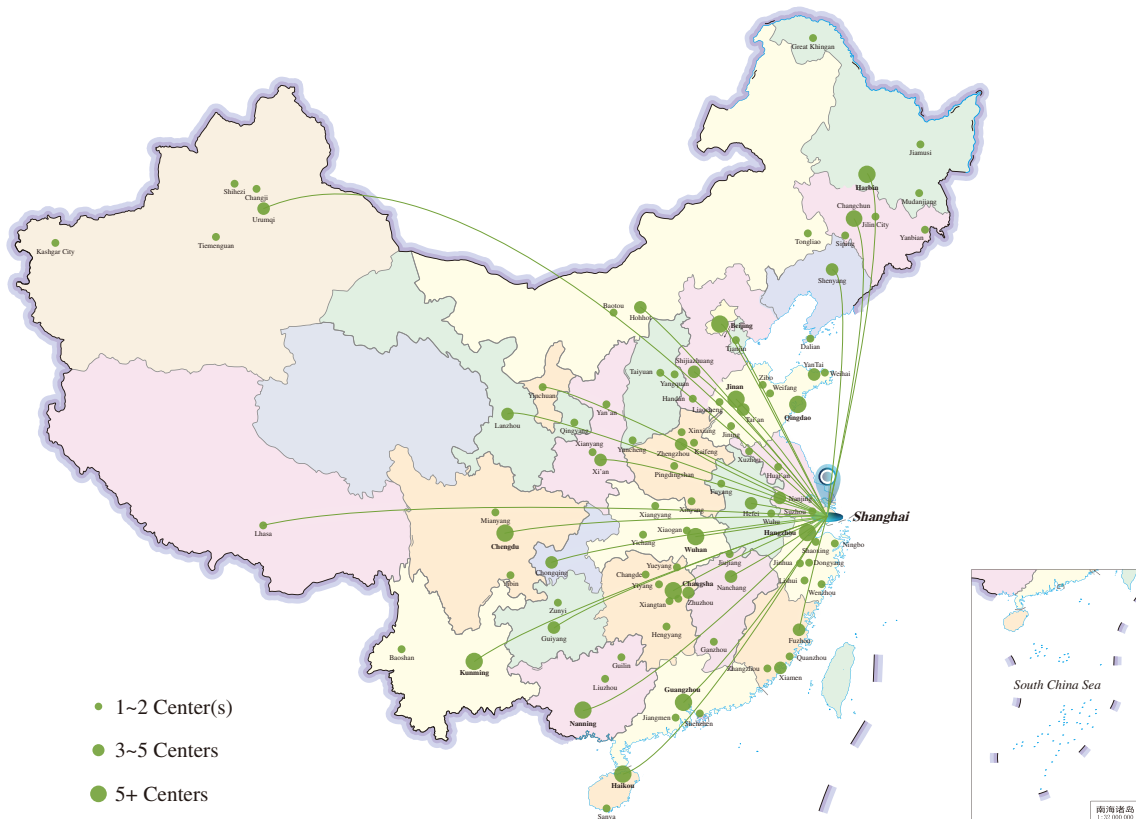 Great Khingan
Jiamusi
Harbin
Mudanjiang
Shihezi
Changji
Urumqi
Changchun
Jilin City
Yanbian
Tongliao
Siping
Kashgar City
Tiemenguan
Shenyang
Baotou
Hohhot
Beijing
Tianjin
Dalian
Shijiazhuang
YanTai
Weihai
Taiyuan
Yangquan
Zibo
Weifang
Yinchuan
Jinan
Handan
Liaocheng
Tai'an
Qingdao
Yan'an
Lanzhou
Qingyang
Jining
Xinxiang
Xianyang
Yuncheng
Zhengzhou
Kaifeng
Xuzhou
Xi'an
Pingdingshan
Huai'an
Fuyang
Nanjing
Mianyang
Xiangyang
Xinyang
Hefei
Suzhou
Wuhu
Shanghai
Lhasa
Chengdu
Yichang
Xiaogan
Wuhan
Hangzhou
Shaoxing
Ningbo
Chongqing
Yueyang
Jiujiang
Jinhua
Dongyang
Yibin
Changde
Yiyang
Changsha
Nanchang
Lishui
Wenzhou
Zunyi
Xiangtan
Zhuzhou
Guiyang
Hengyang
Ganzhou
Fuzhou
Baoshan
Kunming
Guilin
Quanzhou
Zhangzhou
Xiamen
Liuzhou
Guangzhou
Nanning
Jiangmen
Shenzhen
Haikou
Sanya
1~2 Center(s)
3~5 Centers
5+ Centers
South China Sea
南海诸岛
1:32 000 000